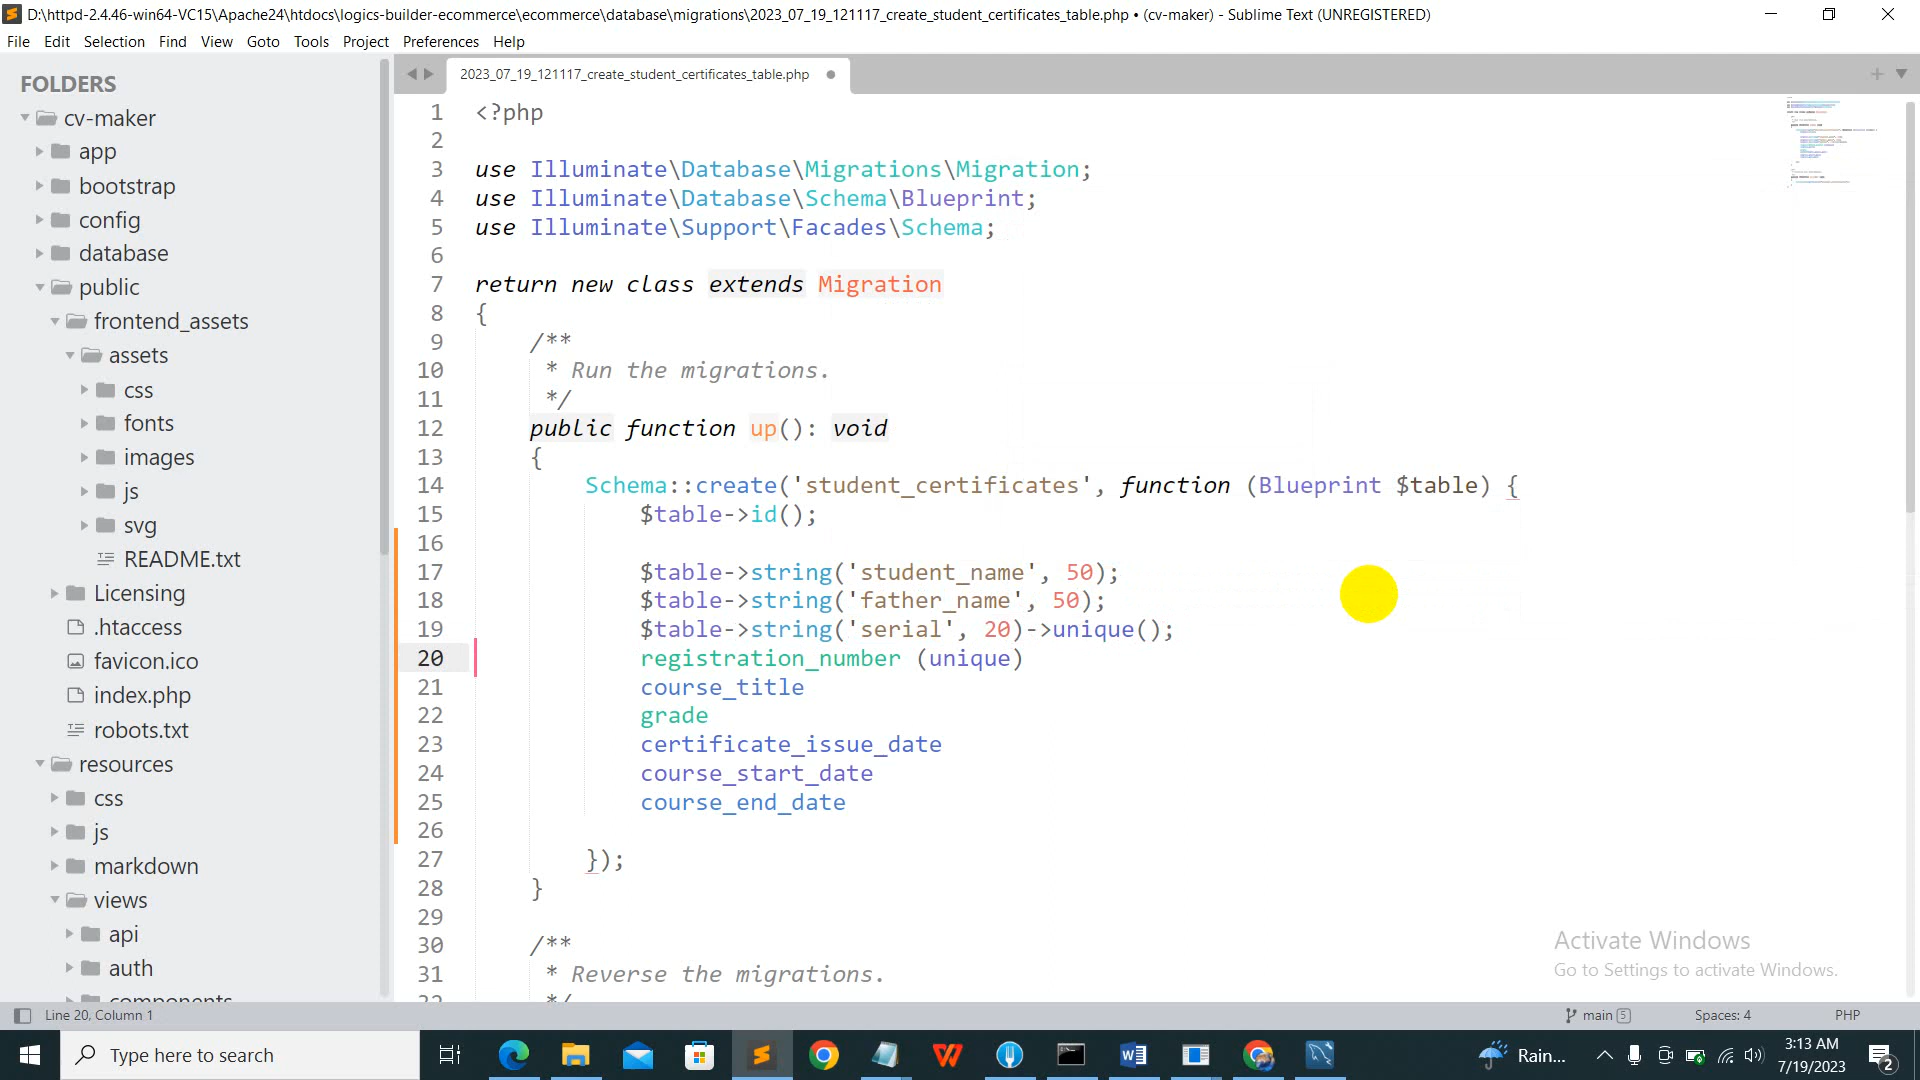 D:\httpd-2.4.46-win64-VC15\Apache24\htdocs\logics-builder-ecommerce\ecommerce\database\migrations\2023_07_19_121117_create_student_certificates_table.php • (cv-maker) - Sublime Text (UNREGISTERED)
File Edit Selection Find View Goto Tools Project Preferences Help
FOLDERS
cv-maker
app
bootstrap
config
database
public
frontend_assets
assets
css
fonts
images
js
svg
README.txt
Licensing
.htaccess
favicon.ico
index.php
robots.txt
resources
css
js
markdown
views
api
auth
components
2023_07_19_121117_create_student_certificates_table.php
1 <?php
2
3 use Illuminate\Database\Migrations\Migration;
4 use Illuminate\Database\Schema\Blueprint;
5 use Illuminate\Support\Facades\Schema;
6
7 return new class extends Migration
8 {
9 /**
10 * Run the migrations.
11 */
12 public function up(): void
13 {
14 Schema::create('student_certificates', function (Blueprint $table) {
15 $table->id();
16
17 $table->string('student_name', 50);
18 $table->string('father_name', 50);
19 $table->string('serial', 20)->unique();
20 registration_number (unique)
21 course_title
22 grade
23 certificate_issue_date
24 course_start_date
25 course_end_date
26
27 });
28 }
29
30 /**
31 * Reverse the migrations.
32 */
Activate Windows
Go to Settings to activate Windows.
Line 20, Column 1
main 5
Spaces: 4
PHP
Type here to search
Rain...
3:13 AM
7/19/2023
2